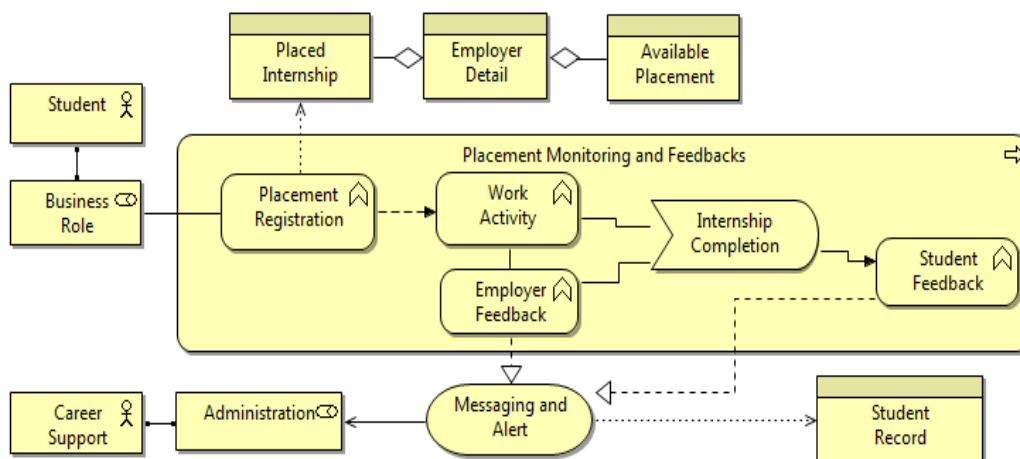 Placed
Internship
Employer
Detail
Available
Placement
Student
Placement Monitoring and Feedbacks
Business
Role
Placement
Registration
Work
Activity
Internship
Completion
Employer
Feedback
Student
Feedback
Career
Support
Administration
Messaging and
Alert
Student
Record